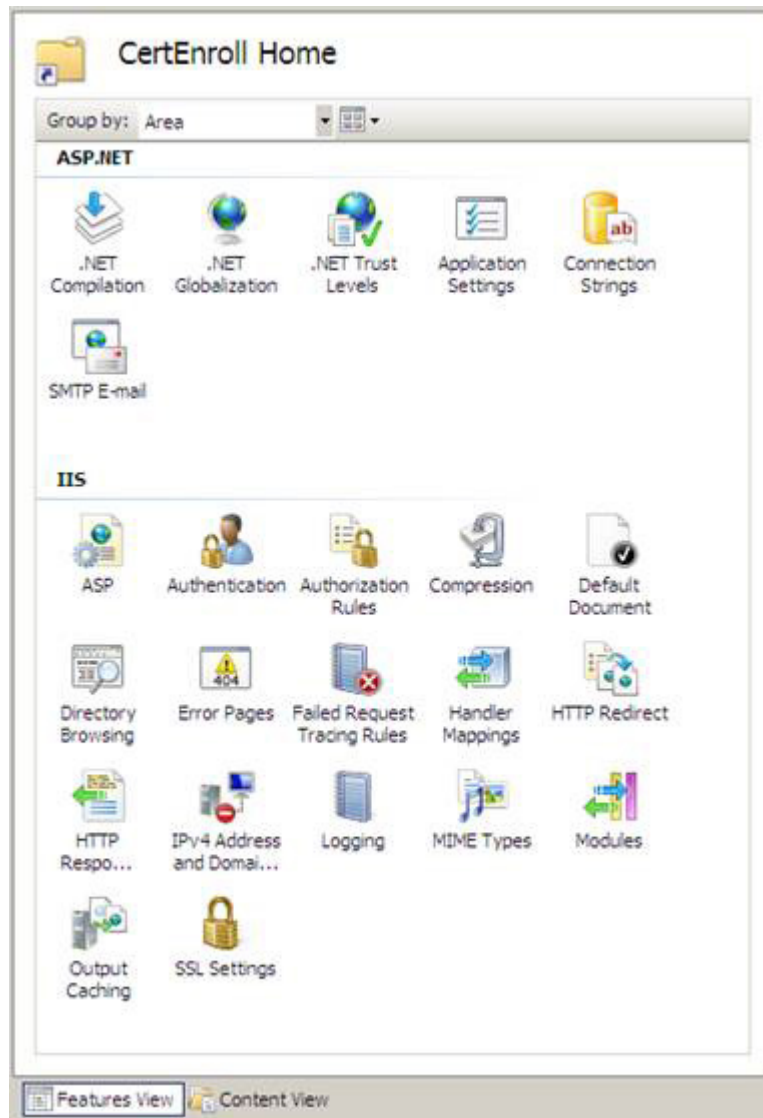 CertEnroll Home
Group by: Area
ASP.NET
.NET Compilation
.NET Globalization
.NET Trust Levels
Application Settings
Connection Strings
SMTP E-mail
IIS
ASP
Authentication
Authorization Rules
Compression
Default Document
Directory Browsing
Error Pages
404
Failed Request Tracing Rules
Handler Mappings
HTTP Redirect
HTTP Respo...
IPv4 Address and Domai...
Logging
MIME Types
Modules
Output Caching
SSL Settings
Features View
Content View
ab